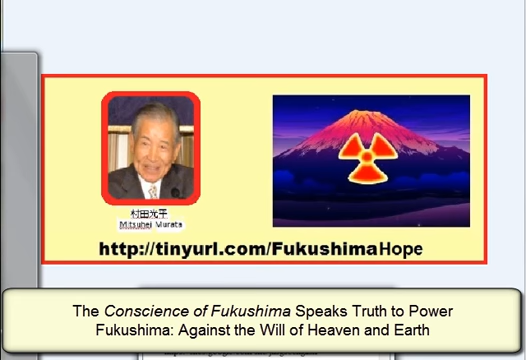 村田光平
Mitsuhei Murata
http://tinyurl.com/FukushimaHope
The Conscience of Fukushima Speaks Truth to Power
Fukushima: Against the Will of Heaven and Earth